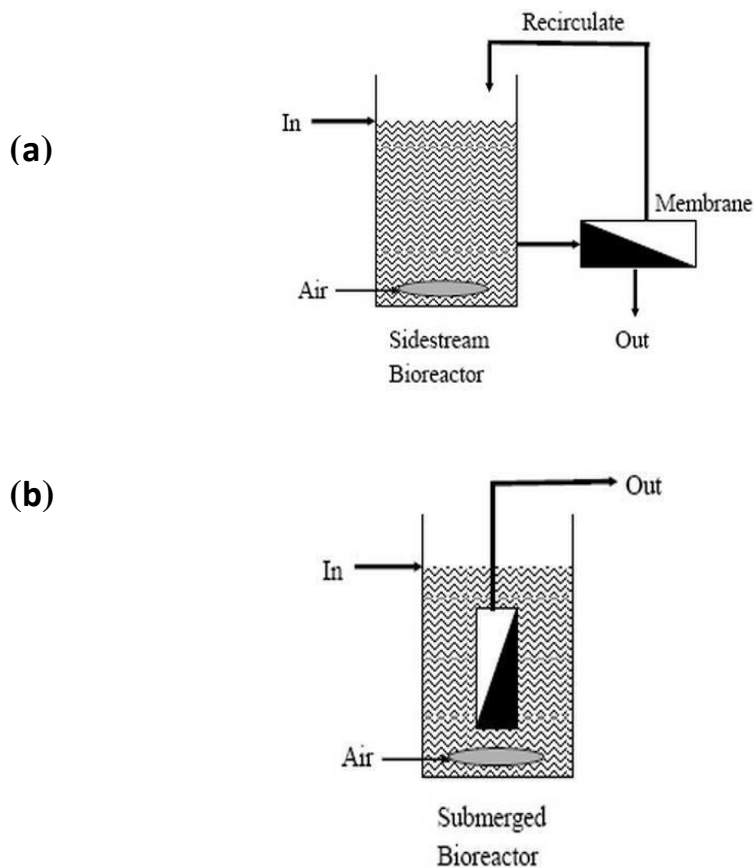 Recirculate
In
(a)
Membrane
Air
Out
Sidestream
Bioreactor
(b)
Out
In
Air
Submerged
Bioreactor